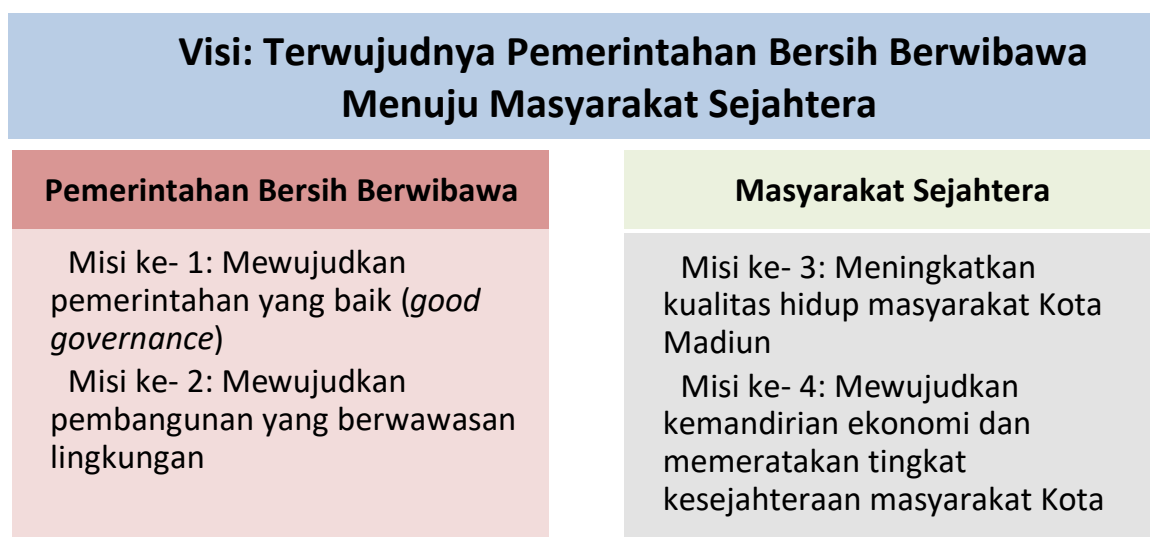 Visi: Terwujudnya Pemerintahan Bersih Berwibawa
Menuju Masyarakat Sejahtera
Pemerintahan Bersih Berwibawa
Misi ke- 1: Mewujudkan
pemerintahan yang baik (good
governance)
Misi ke- 2: Mewujudkan
pembangunan yang berwawasan
lingkungan
Masyarakat Sejahtera
Misi ke- 3: Meningkatkan
kualitas hidup masyarakat Kota
Madiun
Misi ke- 4: Mewujudkan
kemandirian ekonomi dan
memeratakan tingkat
kesejahteraan masyarakat Kota